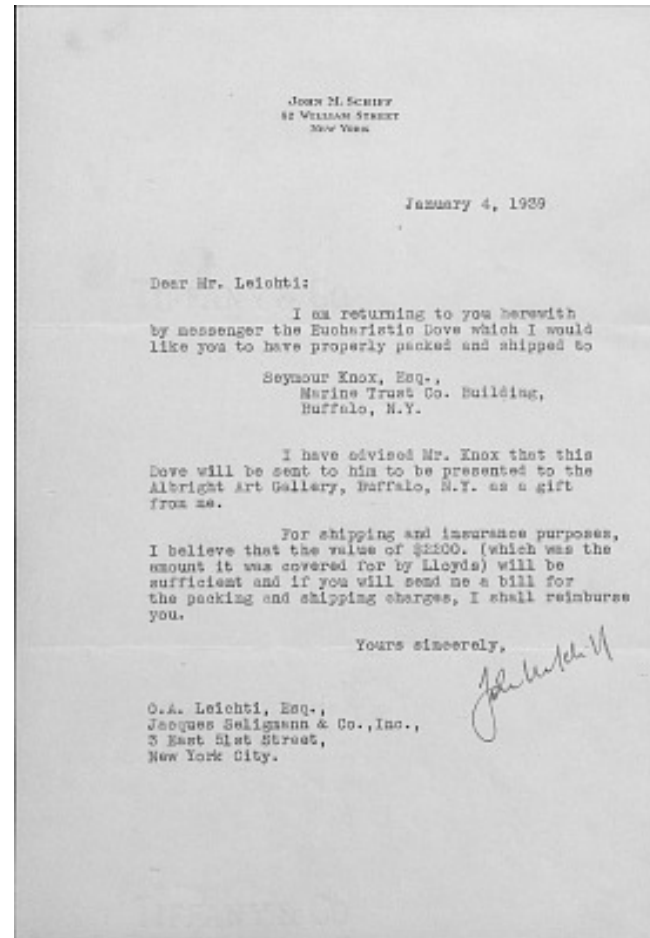 JOHN M. SCHIFF
52 WILLIAM STREET
NEW YORK
January 4, 1939
Dear Mr. Leichti:
I am returning to you herewith
by messenger the Eucharistic Dove which I would
like you to have properly packed and shipped to
Seymour Knox, Esq.,
Marine Trust Co. Building,
Buffalo, N.Y.
I have advised Mr. Knox that this
Dove will be sent to him to be presented to the
Albright Art Gallery, Buffalo, N.Y. as a gift
from me.
For shipping and insurance purposes,
I believe that the value of $2200. (which was the
amount it was covered for by Lloyds) will be
sufficient and if you will send me a bill for
the packing and shipping charges, I shall reimburse
you.
Yours sincerely,
John M. Schiff
O.A. Leichti, Esq.,
Jacques Seligmann & Co., Inc.,
3 East 51st Street,
New York City.